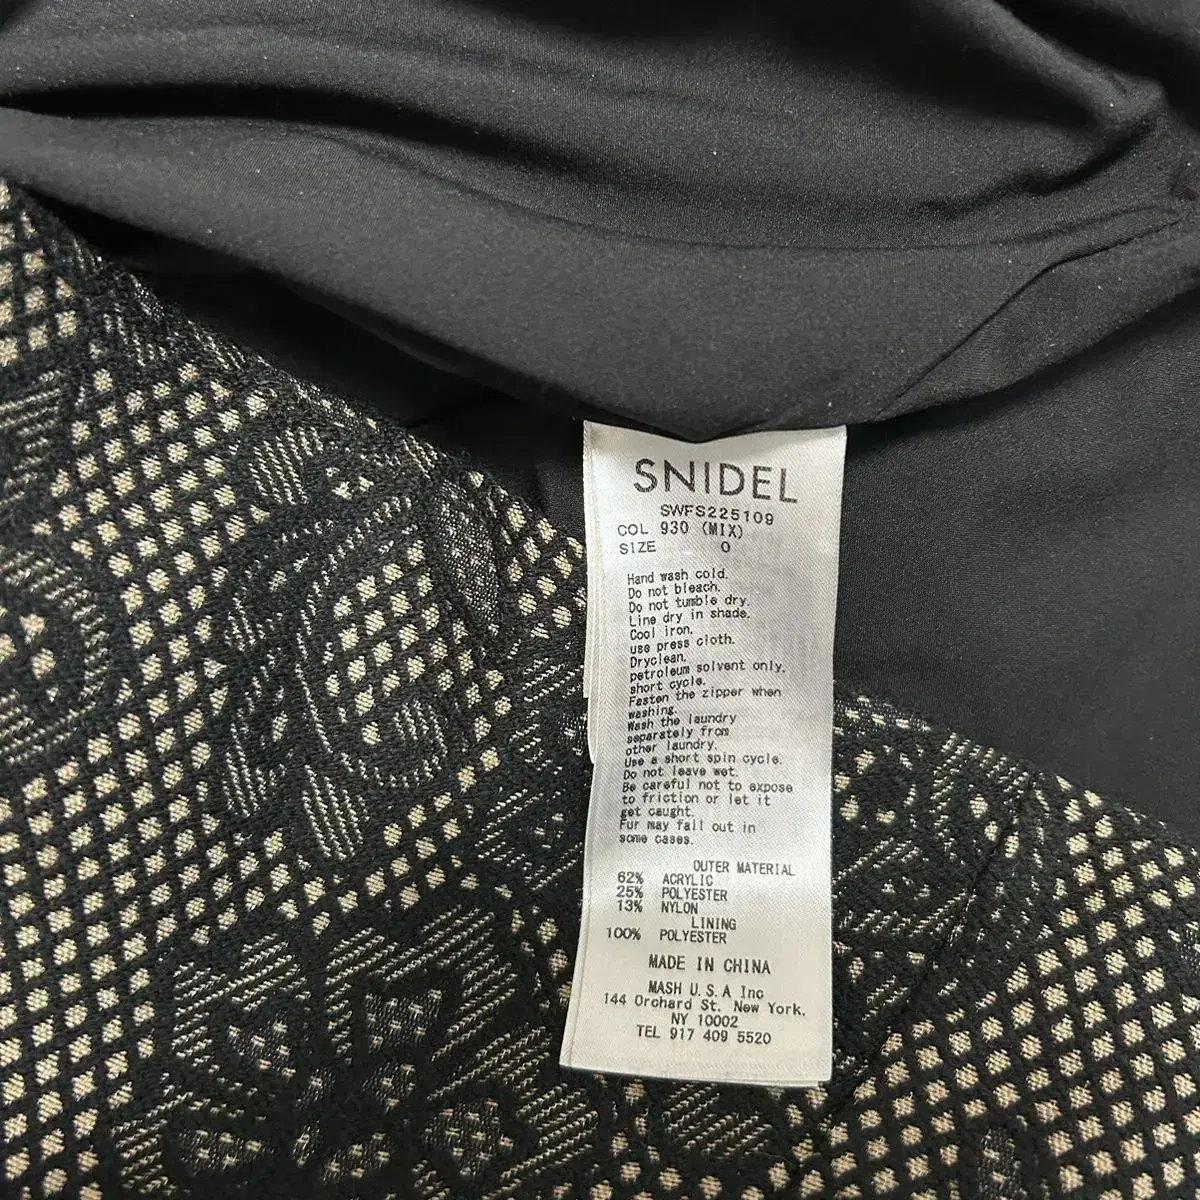 SNIDEL
SWFS225109
COL 930 (MIX)
SIZE 0
Hand wash cold.
Do not bleach.
Do not tumble dry.
Line dry in shade.
Cool iron.
use press cloth.
Dryclean.
petroleum solvent only.
short cycle.
Fasten the zipper when
washing.
Wash the laundry
separately from
other laundry.
Use a short spin cycle.
Do not leave wet.
Be careful not to expose
to friction or let it
get caught.
Fur may fall out in
some cases.
OUTER MATERIAL
62% ACRYLIC
25% POLYESTER
13% NYLON
LINING
100% POLYESTER
MADE IN CHINA
MASH U.S.A Inc
144 Orchard St. New York.
NY 10002
TEL 917 409 5520